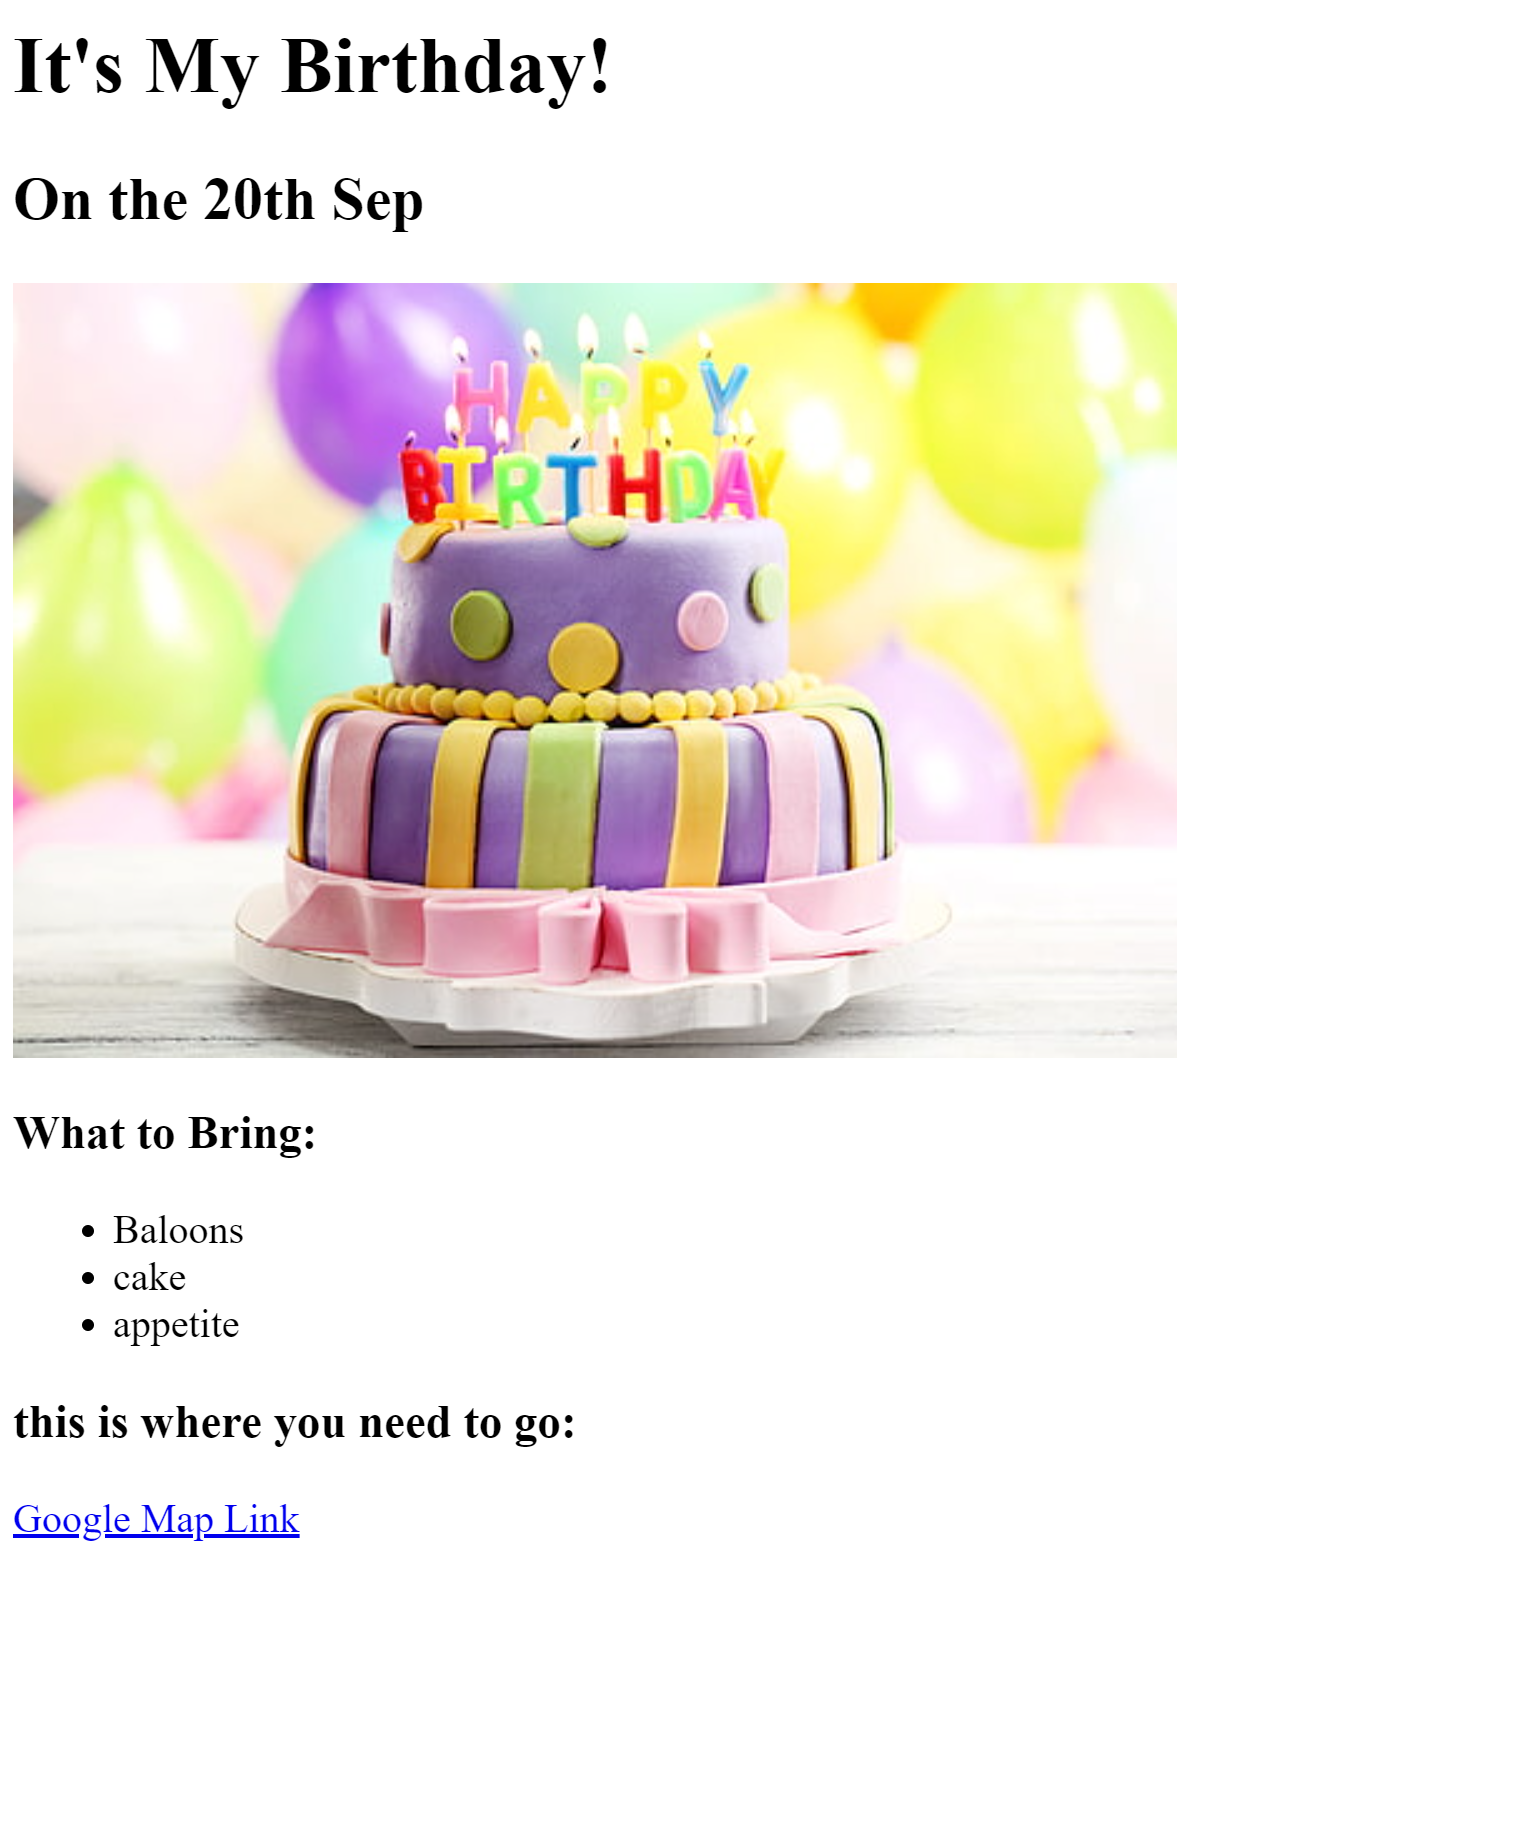 It's My Birthday!
On the 20th Sep
HAPPY
BIRTHDAY
What to Bring:
Baloons
cake
appetite
this is where you need to go:
Google Map Link